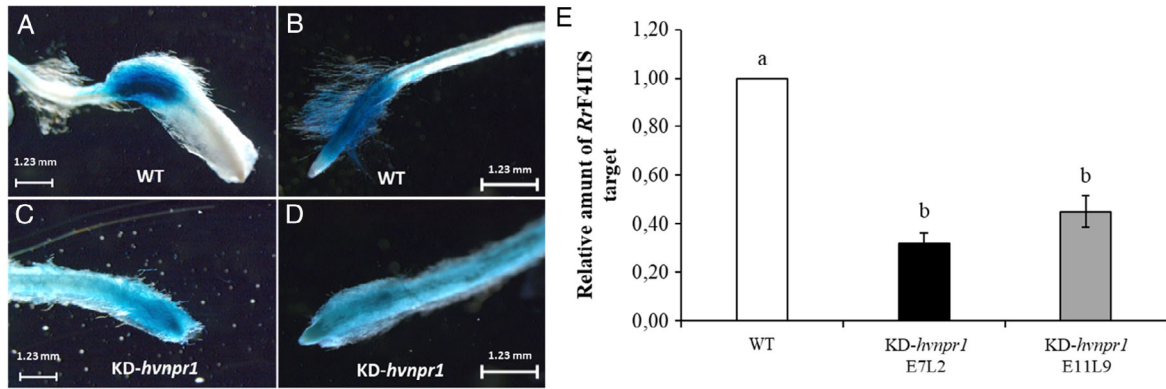 A
1.23 mm
WT
B
WT
1.23 mm
C
1.23 mm
KD-hvnpr1
D
KD-hvnpr1
1.23 mm
E
Relative amunt of RrF4ITS
target
1,20
1,00
0,80
0,60
0,40
0,20
0,00
a
b
b
WT
KD-hvnpr1
E7L2
KD-hvnpr1
E11L9